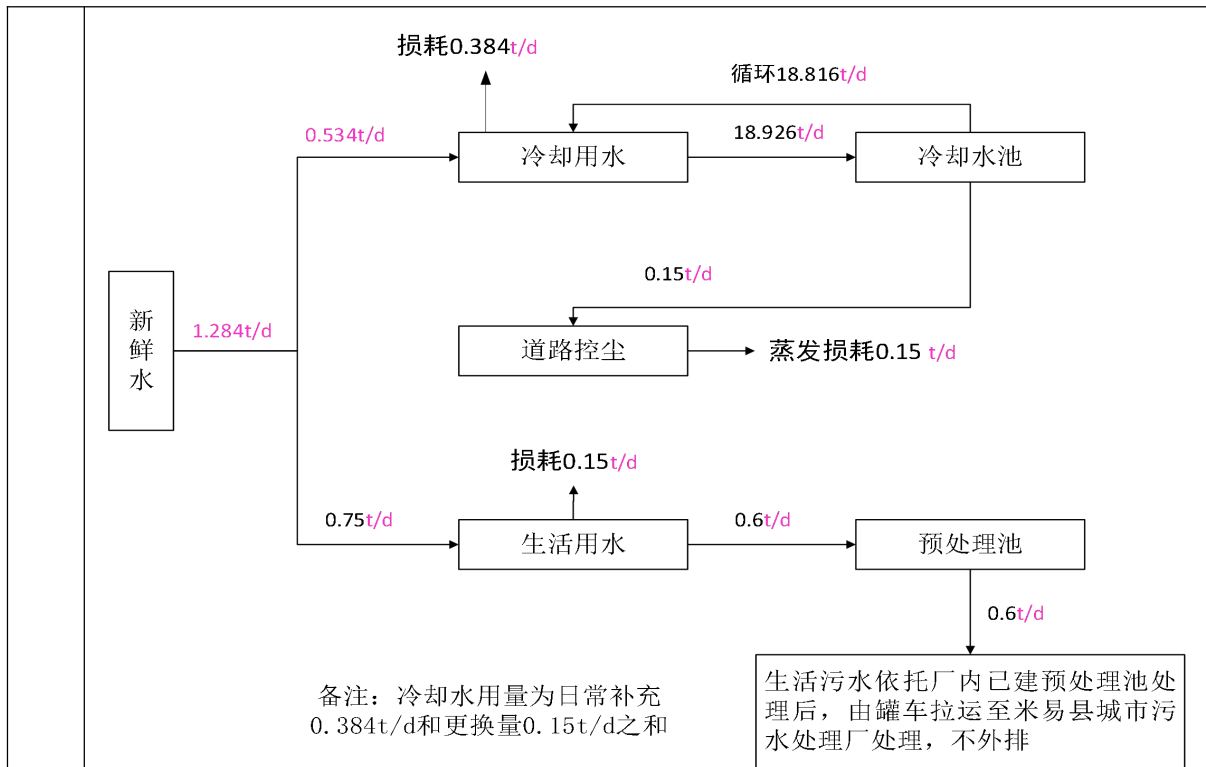 损耗0.384t/d
循环18.816t/d
0.534t/d
18.926t/d
冷却用水
冷却水池
0.15t/d
新鲜水
1.284t/d
道路控尘
蒸发损耗0.15 t/d
损耗0.15t/d
0.75t/d
0.6t/d
生活用水
预处理池
0.6t/d
备注：冷却水用量为日常补充
0.384t/d和更换量0.15t/d之和
生活污水依托厂内已建预处理池处
理后，由罐车拉运至米易县城市污
水处理厂处理，不外排